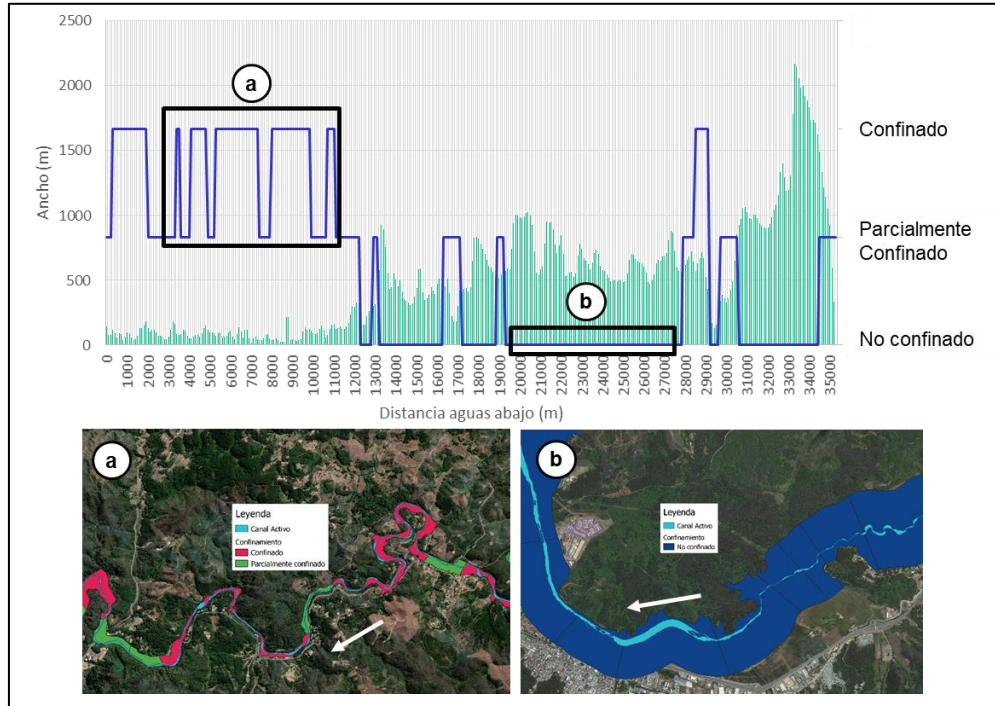 2500
2000
1500
1000
500
0
Ancho (m)
a
b
Confinado
Parcialmente
Confinado
No confinado
0
1000
2000
3000
4000
5000
6000
7000
8000
9000
10000
11000
12000
13000
14000
15000
16000
17000
18000
19000
20000
21000
22000
23000
24000
25000
26000
27000
28000
29000
30000
31000
32000
33000
34000
35000
Distancia aguas abajo (m)
a
Leyenda
Canal Activo
Confinamiento
Confinado
Parcialmente confinado
b
Leyenda
Canal Activo
Confinamiento
No confinado